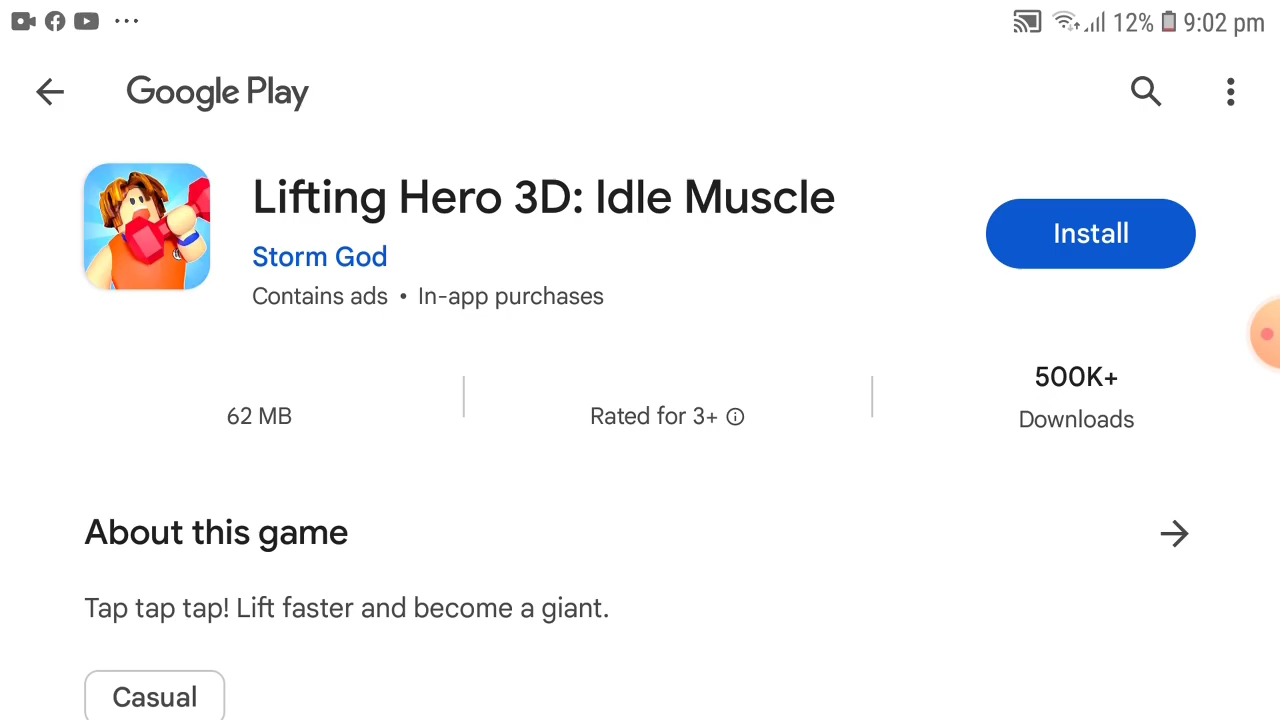 12% 9:02 pm
Google Play
Lifting Hero 3D: Idle Muscle
Storm God
Contains ads • In-app purchases
Install
62 MB
Rated for 3+
500K+
Downloads
About this game
Tap tap tap! Lift faster and become a giant.
Casual